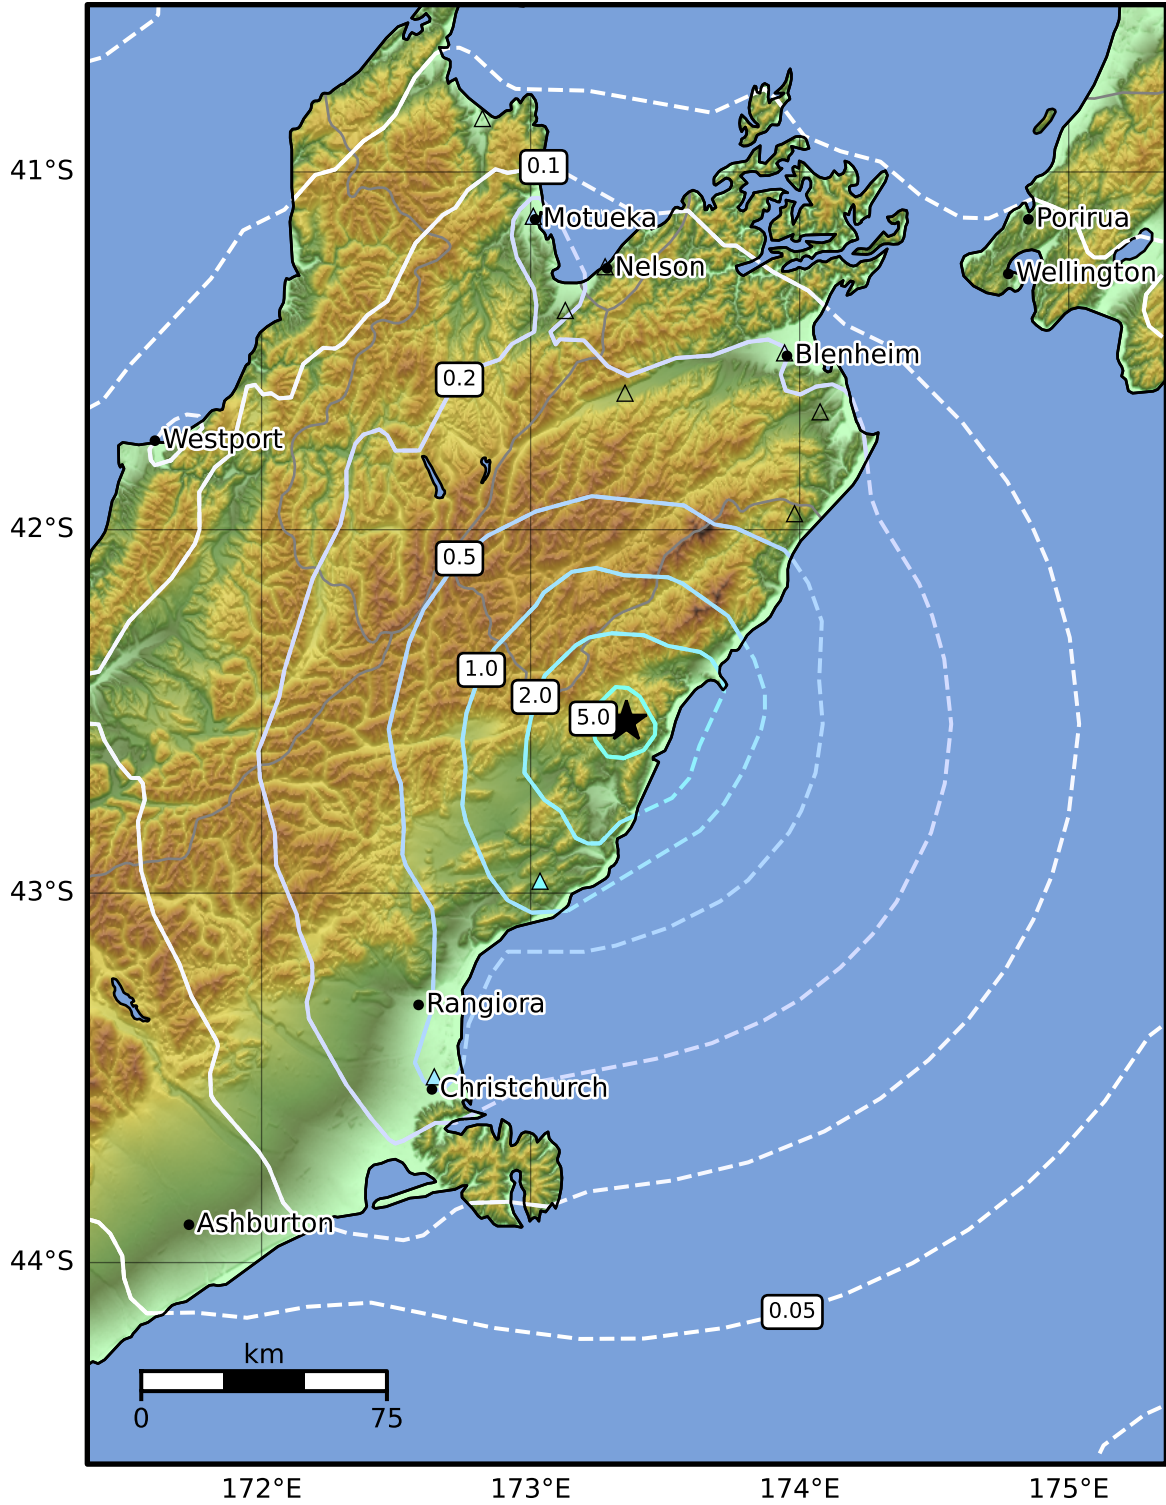 41°S
0.1
Motueka
Porirua
Nelson
Wellington
Blenheim
0.2
Westport
42°S
0.5
1.0
2.0
5.0
43°S
Rangiora
Christchurch
Ashburton
44°S
0.05
km
0 75
172°E 173°E 174°E 175°E